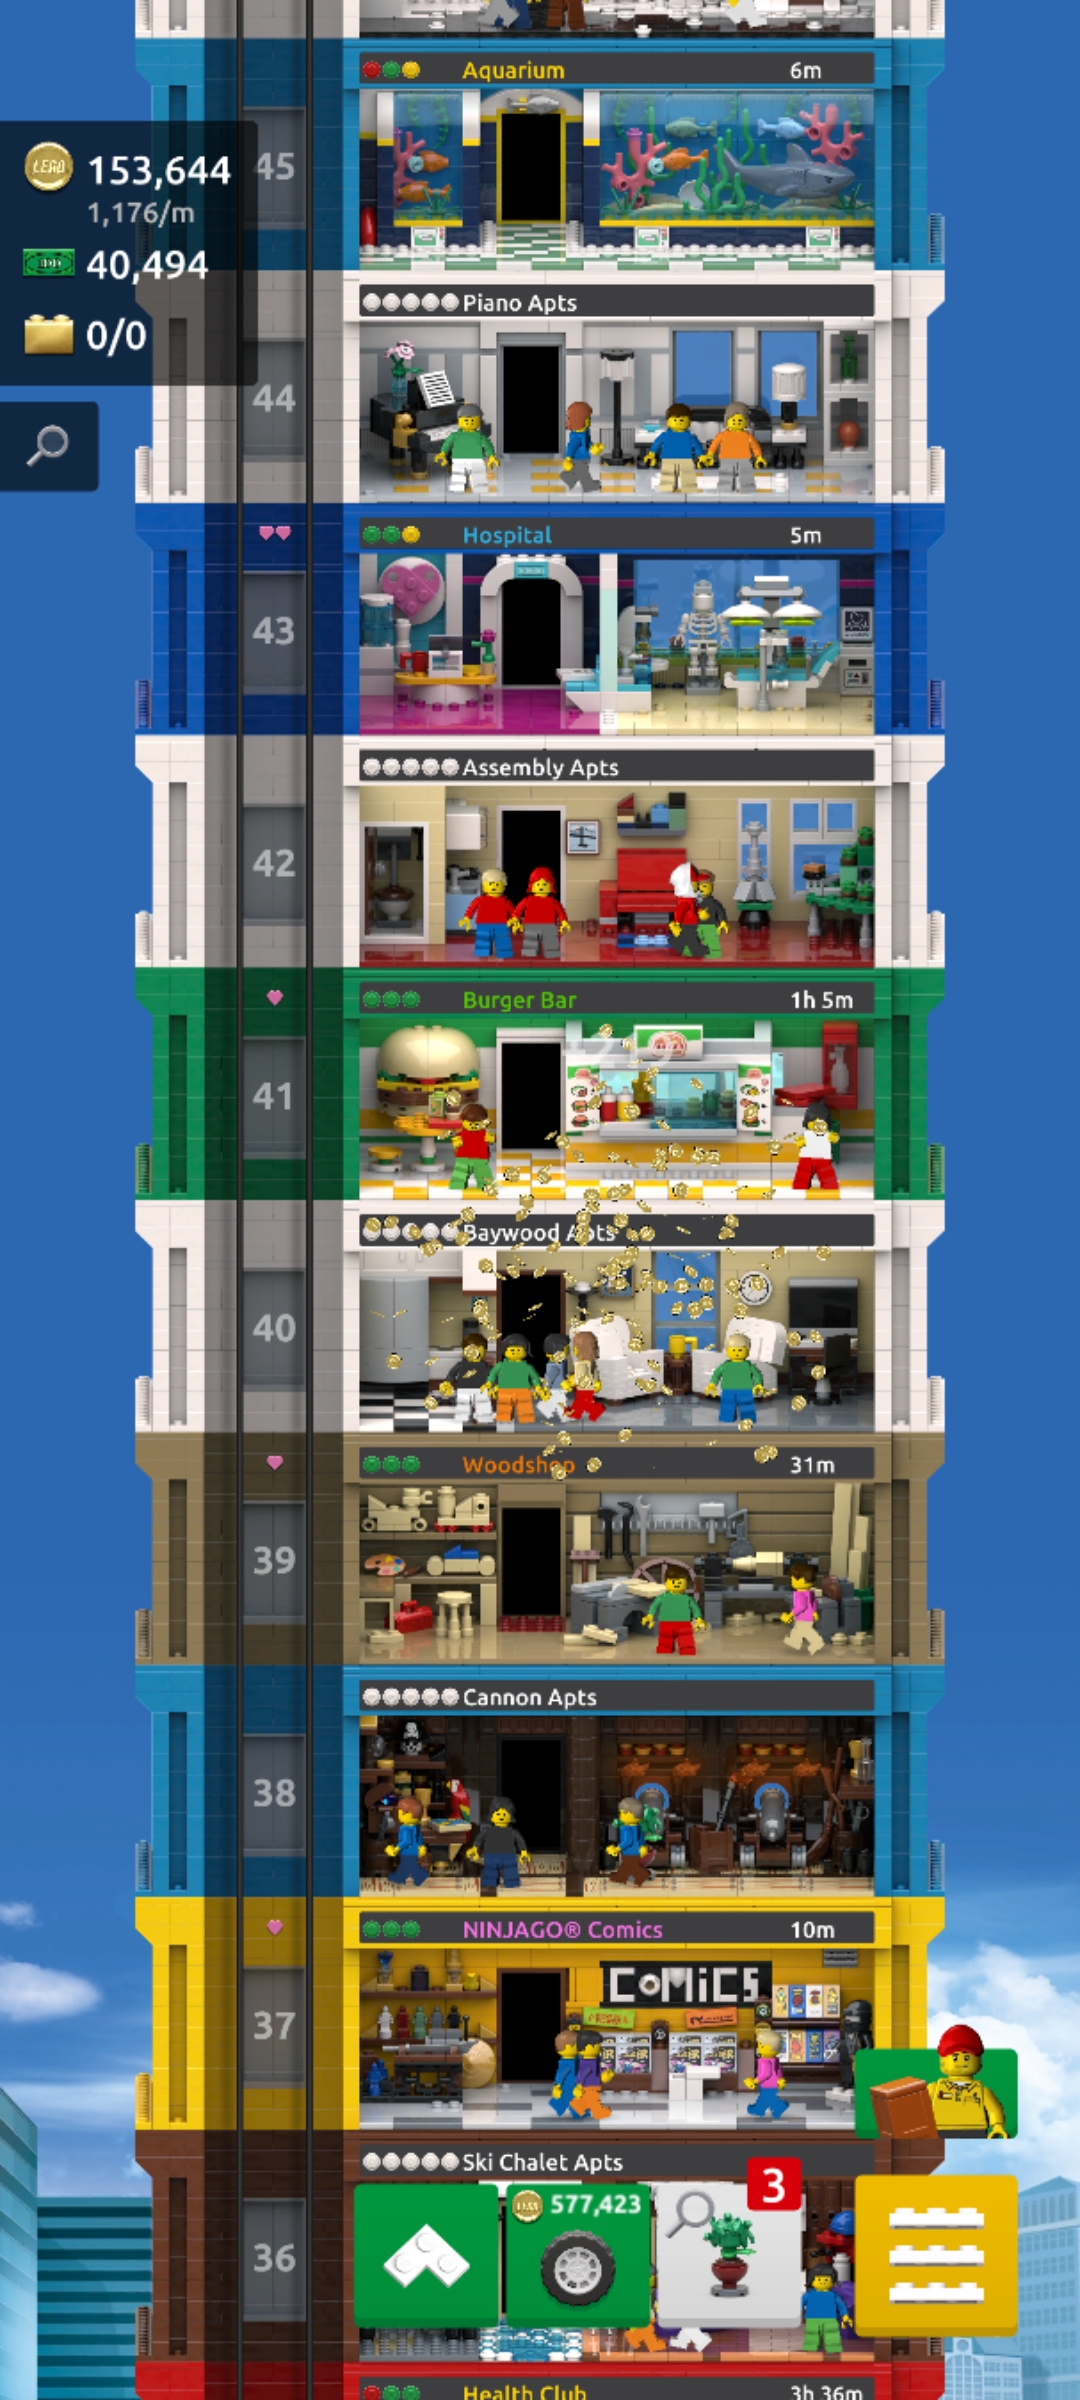 Aquarium 6m
LEGO 153,644
45
1,176/m
40,494
0/0
Piano Apts
44
Hospital 5m
43
Assembly Apts
42
Burger Bar 1h 5m
41
Baywood Apts
40
Woodshop 31m
39
Cannon Apts
38
NINJAGO® Comics 10m
COMiCS
37
Ski Chalet Apts
3
577,423
36
Health Club 3h 36m